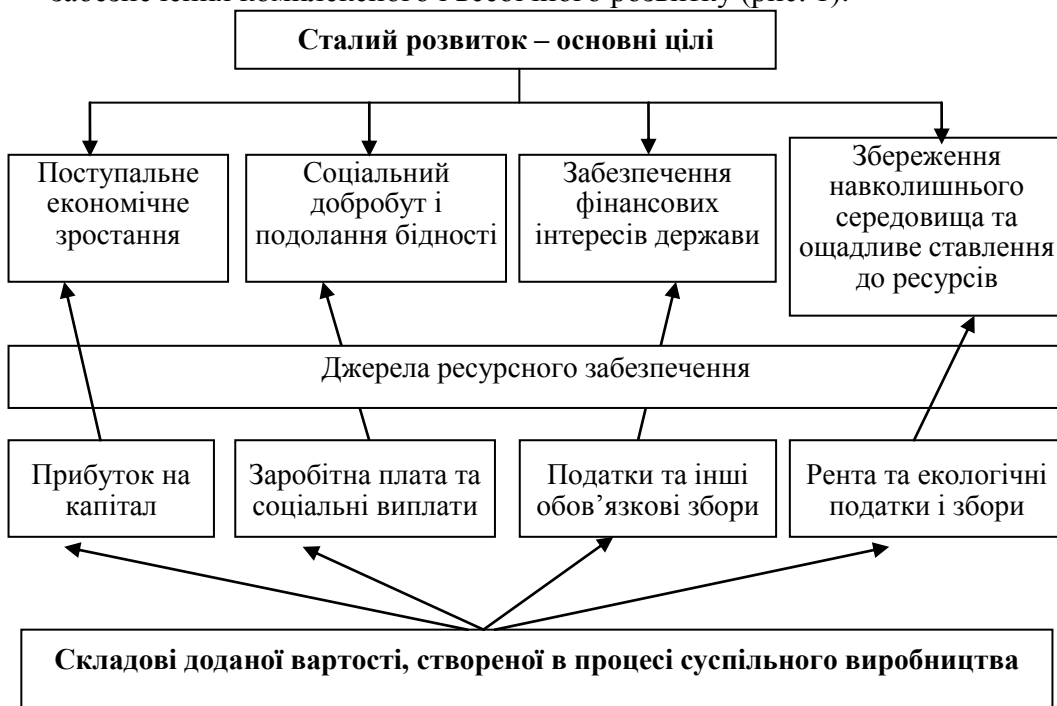 забезпечення комплексного і всебічного розвитку (рис. 1).
Сталий розвиток – основні цілі
Поступальне
економічне
зростання
Соціальний
добробут і
подолання бідності
Забезпечення
фінансових
інтересів держави
Збереження
навколишнього
середовища та
ощадливе ставлення
до ресурсів
Джерела ресурсного забезпечення
Прибуток на
капітал
Заробітна плата та
соціальні виплати
Податки та інші
обов’язкові збори
Рента та екологічні
податки і збори
Складові доданої вартості, створеної в процесі суспільного виробництва